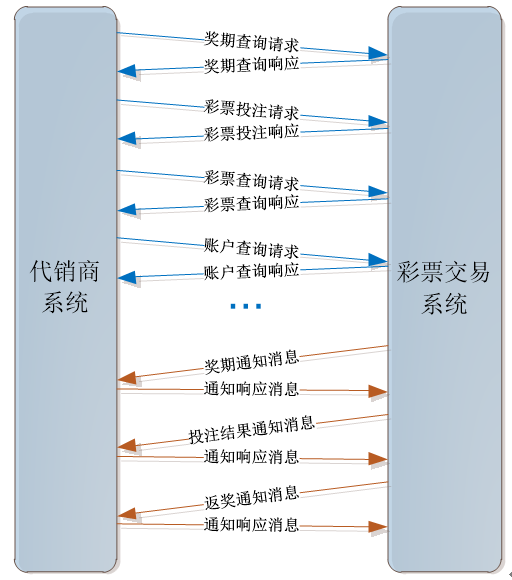 奖期查询请求
奖期查询响应
彩票投注请求
彩票投注响应
彩票查询请求
彩票查询响应
账户查询请求
账户查询响应
代销商
系统
彩票交易
系统
...
奖期通知消息
通知响应消息
投注结果通知消息
通知响应消息
返奖通知消息
通知响应消息